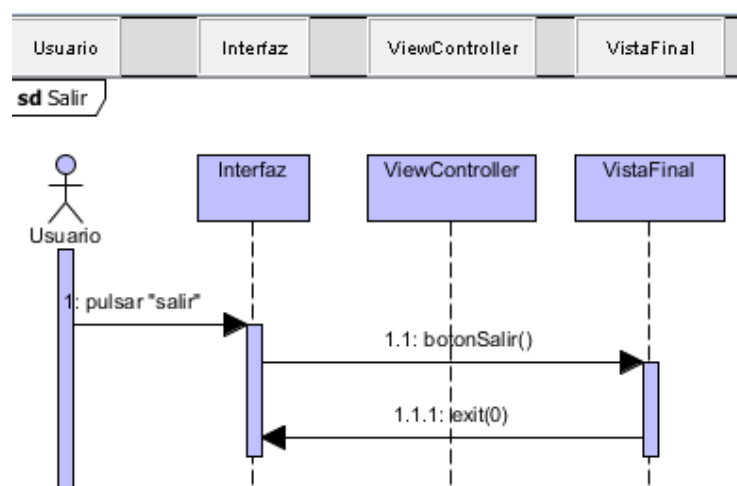 Usuario Interfaz ViewController VistaFinal
sd Salir
Interfaz ViewController VistaFinal
Usuario
1: pulsar "salir"
1.1: botonSalir()
1.1.1: exit(0)